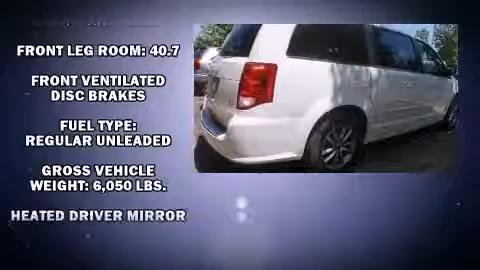 FRONT LEG ROOM: 40.7
FRONT VENTILATED
DISC BRAKES
FUEL TYPE:
REGULAR UNLEADED
GROSS VEHICLE
WEIGHT: 6,050 LBS.
HEATED DRIVER MIRROR